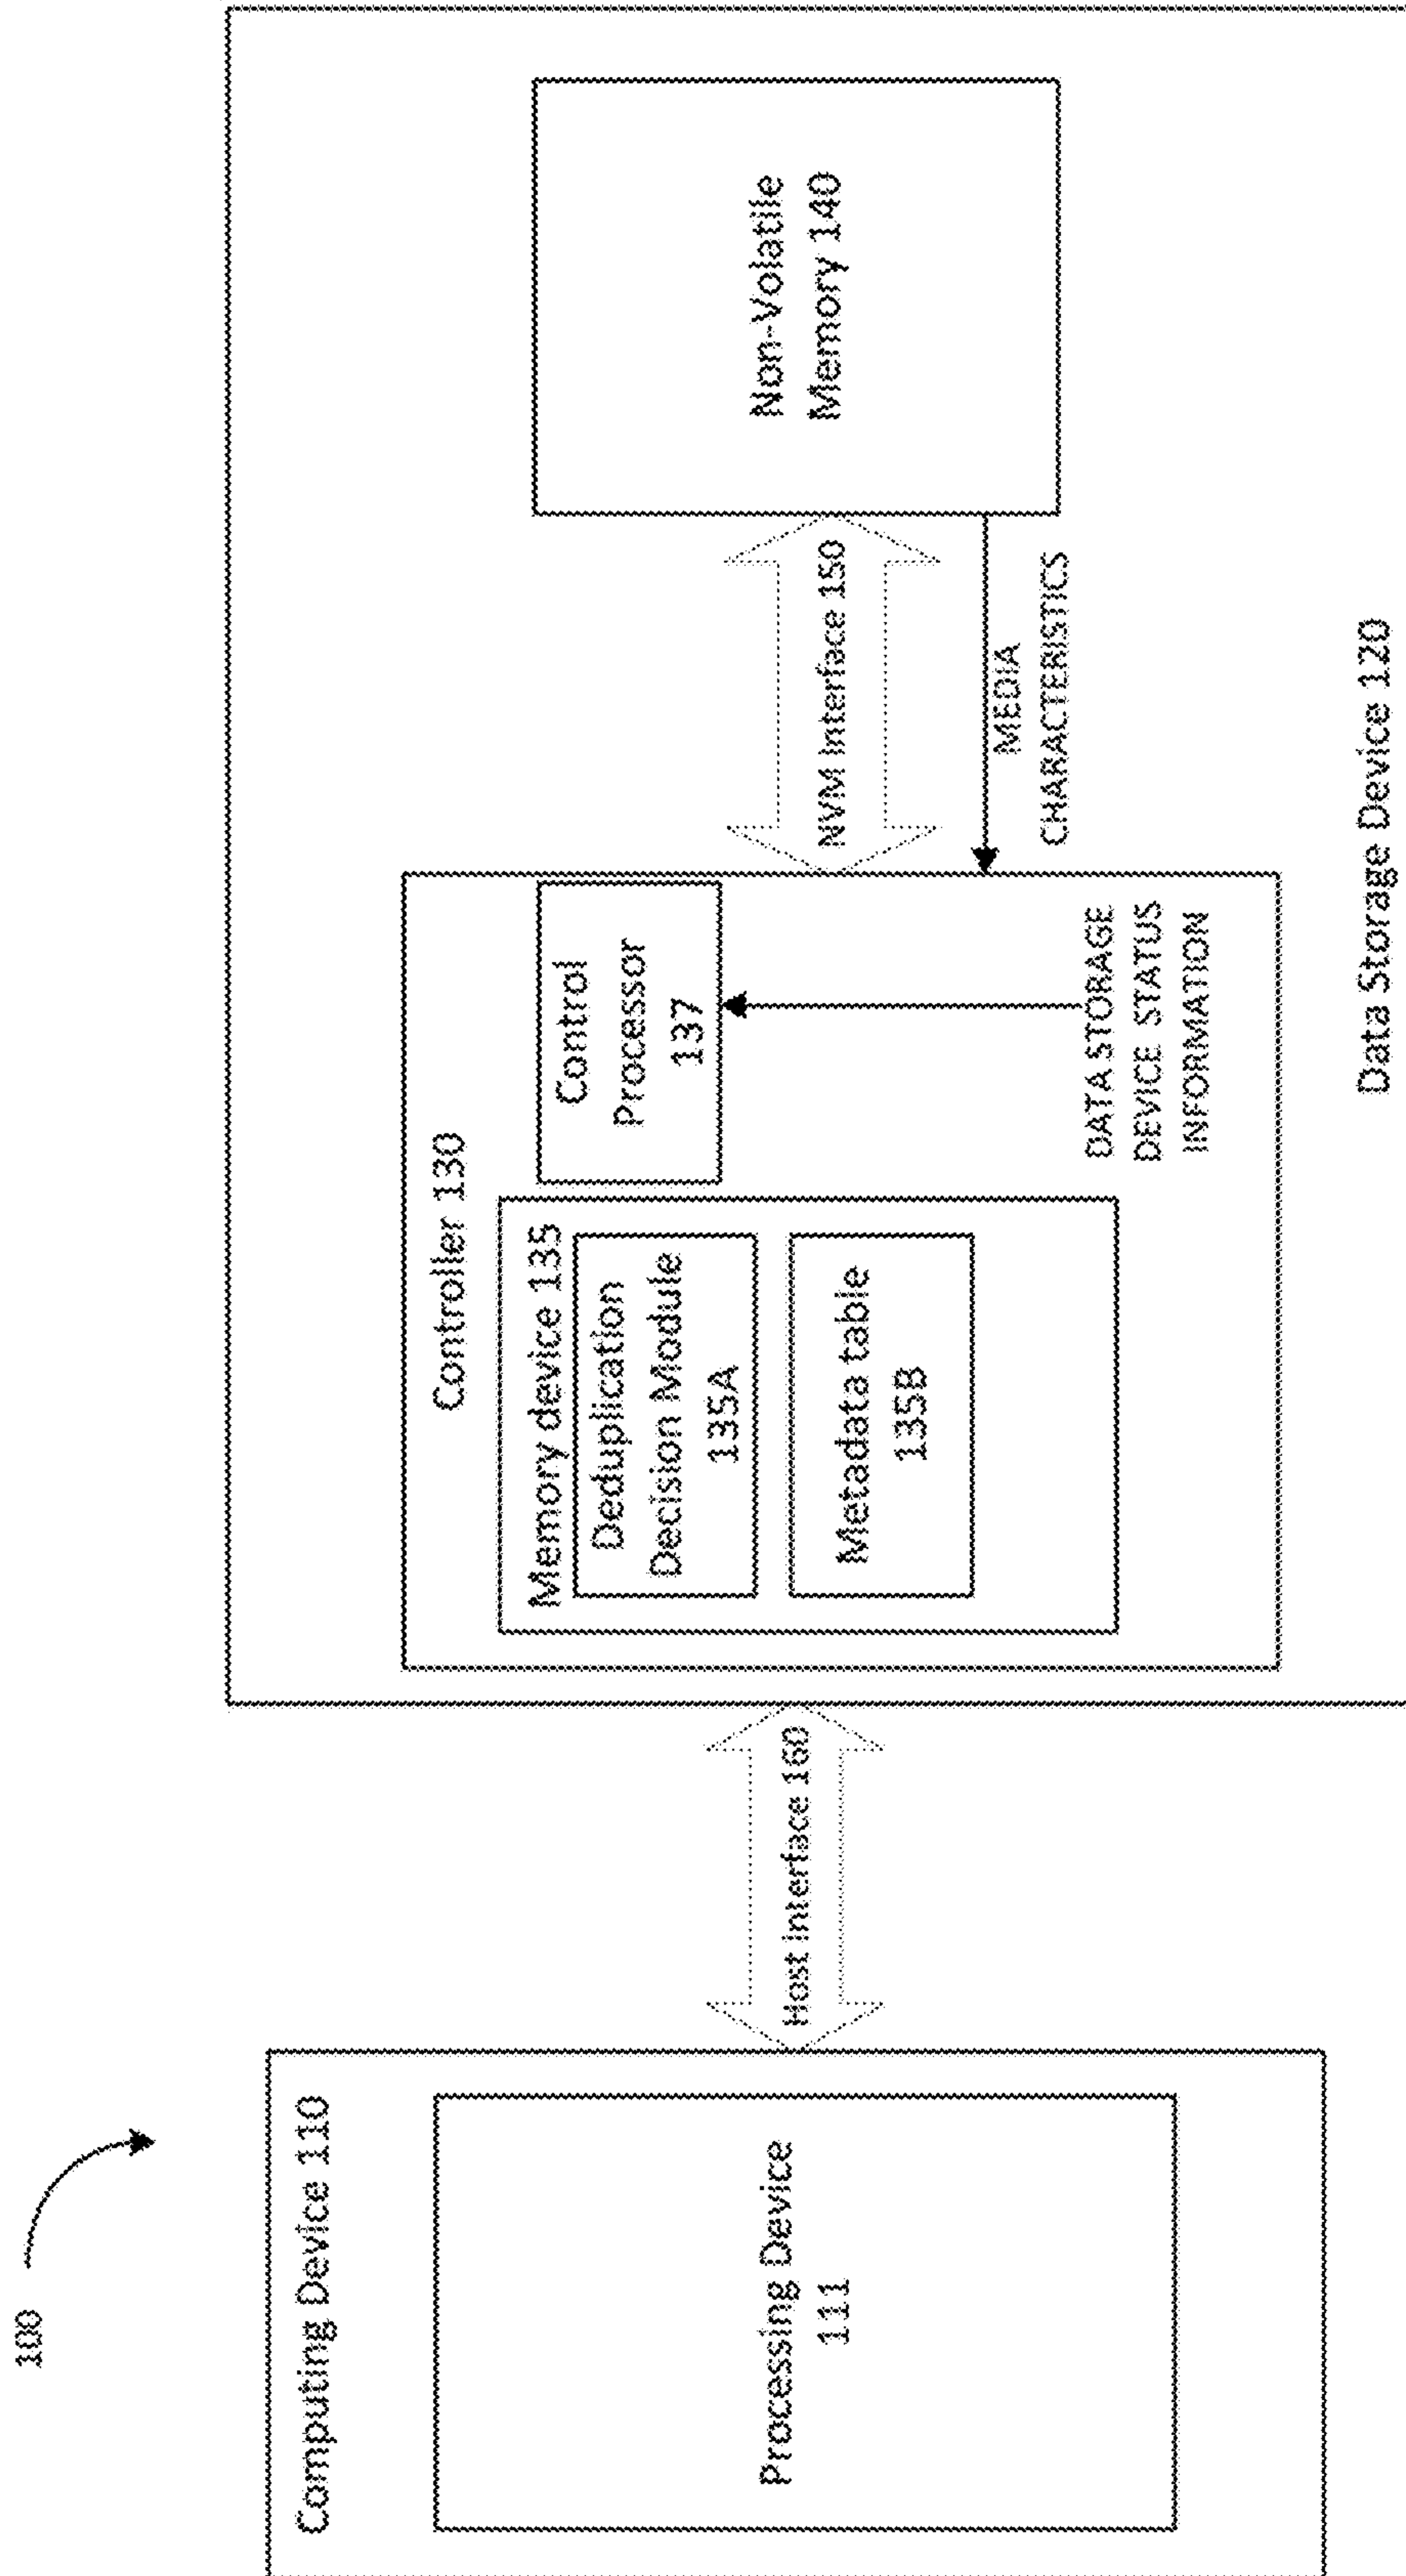 100
Computing Device 110
Processing Device
111
Host Interface 160
Controller 130
Memory device 135
Deduplication
Decision Module
135A
Metadata table
135B
Control
Processor
137
DATA STORAGE
DEVICE STATUS
INFORMATION
NVM Interface 150
MEDIA
CHARACTERISTICS
Non-Volatile
Memory 140
Data Storage Device 120